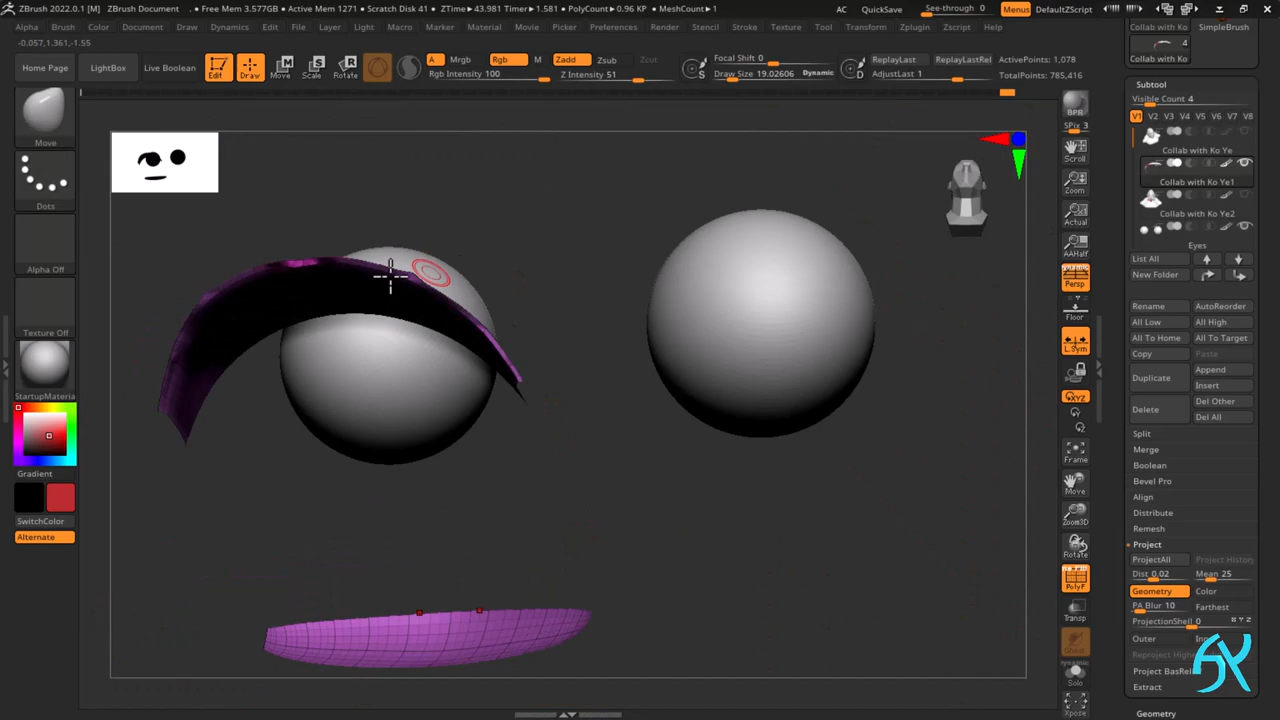 ZBrush 2022.0.1 [M] ZBrush Document • Free Mem 3.577GB • Active Mem 1271 • Scratch Disk 41 • ZTime▸43.981 Timer▸1.581 • PolyCount▸0.96 KP • MeshCount▸1 AC QuickSave See-through 0 Menus DefaultZScript
Alpha Brush Color Document Draw Dynamics Edit File Layer Light Macro Marker Material Movie Picker Preferences Render Stencil Stroke Texture Tool Transform Zplugin Zscript Help
-0.057,1.361,-1.55
Home Page
LightBox
Live Boolean
Edit
Draw
Move
Scale
Rotate
A
Mrgb
Rgb
M
Rgb Intensity 100
Zadd
Zsub
Zcut
Z Intensity 51
S
Focal Shift 0
Draw Size 19.02606
Dynamic
D
ReplayLast
ReplayLastRel
AdjustLast 1
ActivePoints: 1,078
TotalPoints: 785,416
Move
Dots
Alpha Off
Texture Off
StartupMateria
Gradient
SwitchColor
Alternate
BPR
SPix 3
Scroll
Zoom
Actual
AAHalf
Persp
Floor
L.Sym
XYZ
Y
Z
Frame
Move
Zoom3D
Rotate
PolyF
Transp
Ghost
Dynamic
Solo
Xpose
Collab with Ko
SimpleBrush
4
Collab with Ko
Subtool
Visible Count 4
V1 V2 V3 V4 V5 V6 V7 V8
Collab with Ko Ye
Collab with Ko Ye1
Collab with Ko Ye2
Eyes
List All
New Folder
Rename AutoReorder
All Low All High
All To Home All To Target
Copy Paste
Duplicate Append
Insert
Delete Del Other
Del All
Split
Merge
Boolean
Bevel Pro
Align
Distribute
Remesh
Project
ProjectAll Project History
Dist 0.02 Mean 25
Geometry Color
PA Blur 10 Farthest
ProjectionShell 0
Outer
Project BasRel
Extract
Geometry